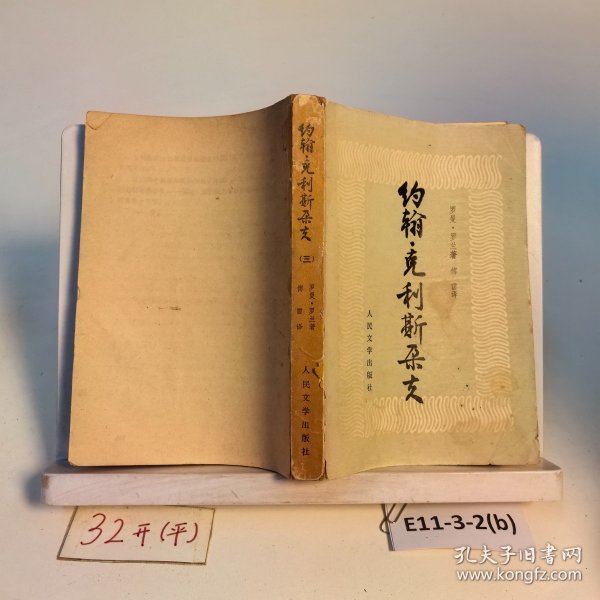 约翰·克利斯朵夫
（三）
罗曼·罗兰著
傅雷译
人民文学出版社
罗曼·罗兰著 傅雷译
约翰·克利斯朵夫
人民文学出版社
32开(平)
E11-3-2(b)
孔夫子旧书网
www.kongfz.com